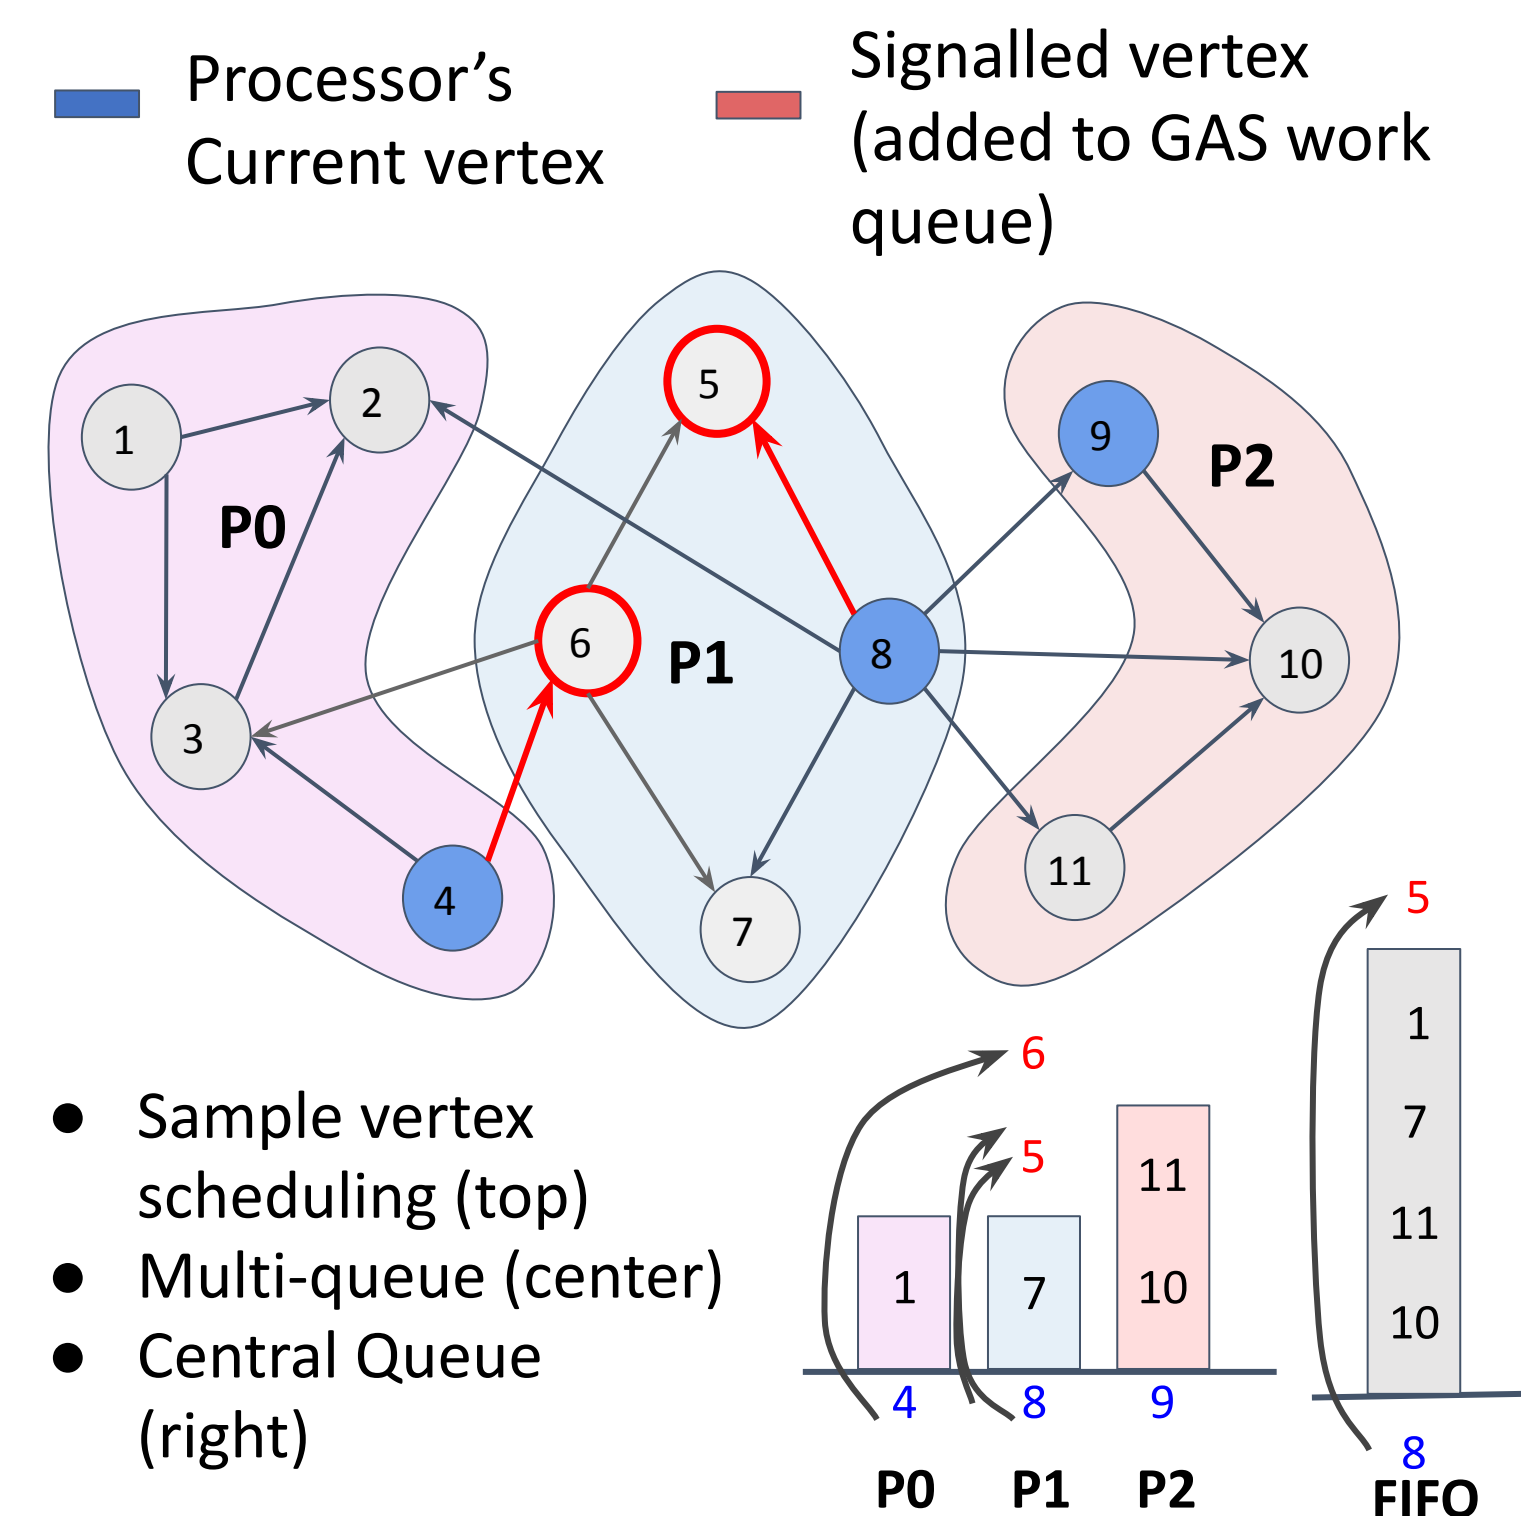 Processor’s
Current vertex
Signalled vertex
(added to GAS work
queue)
1
2
P0
3
4
5
6
P1
8
7
9
P2
10
11
● Sample vertex
scheduling (top)
● Multi-queue (center)
● Central Queue
(right)
6
5
1
7
11
10
4
8
9
P0
P1
P2
5
1
7
11
10
8
FIFO